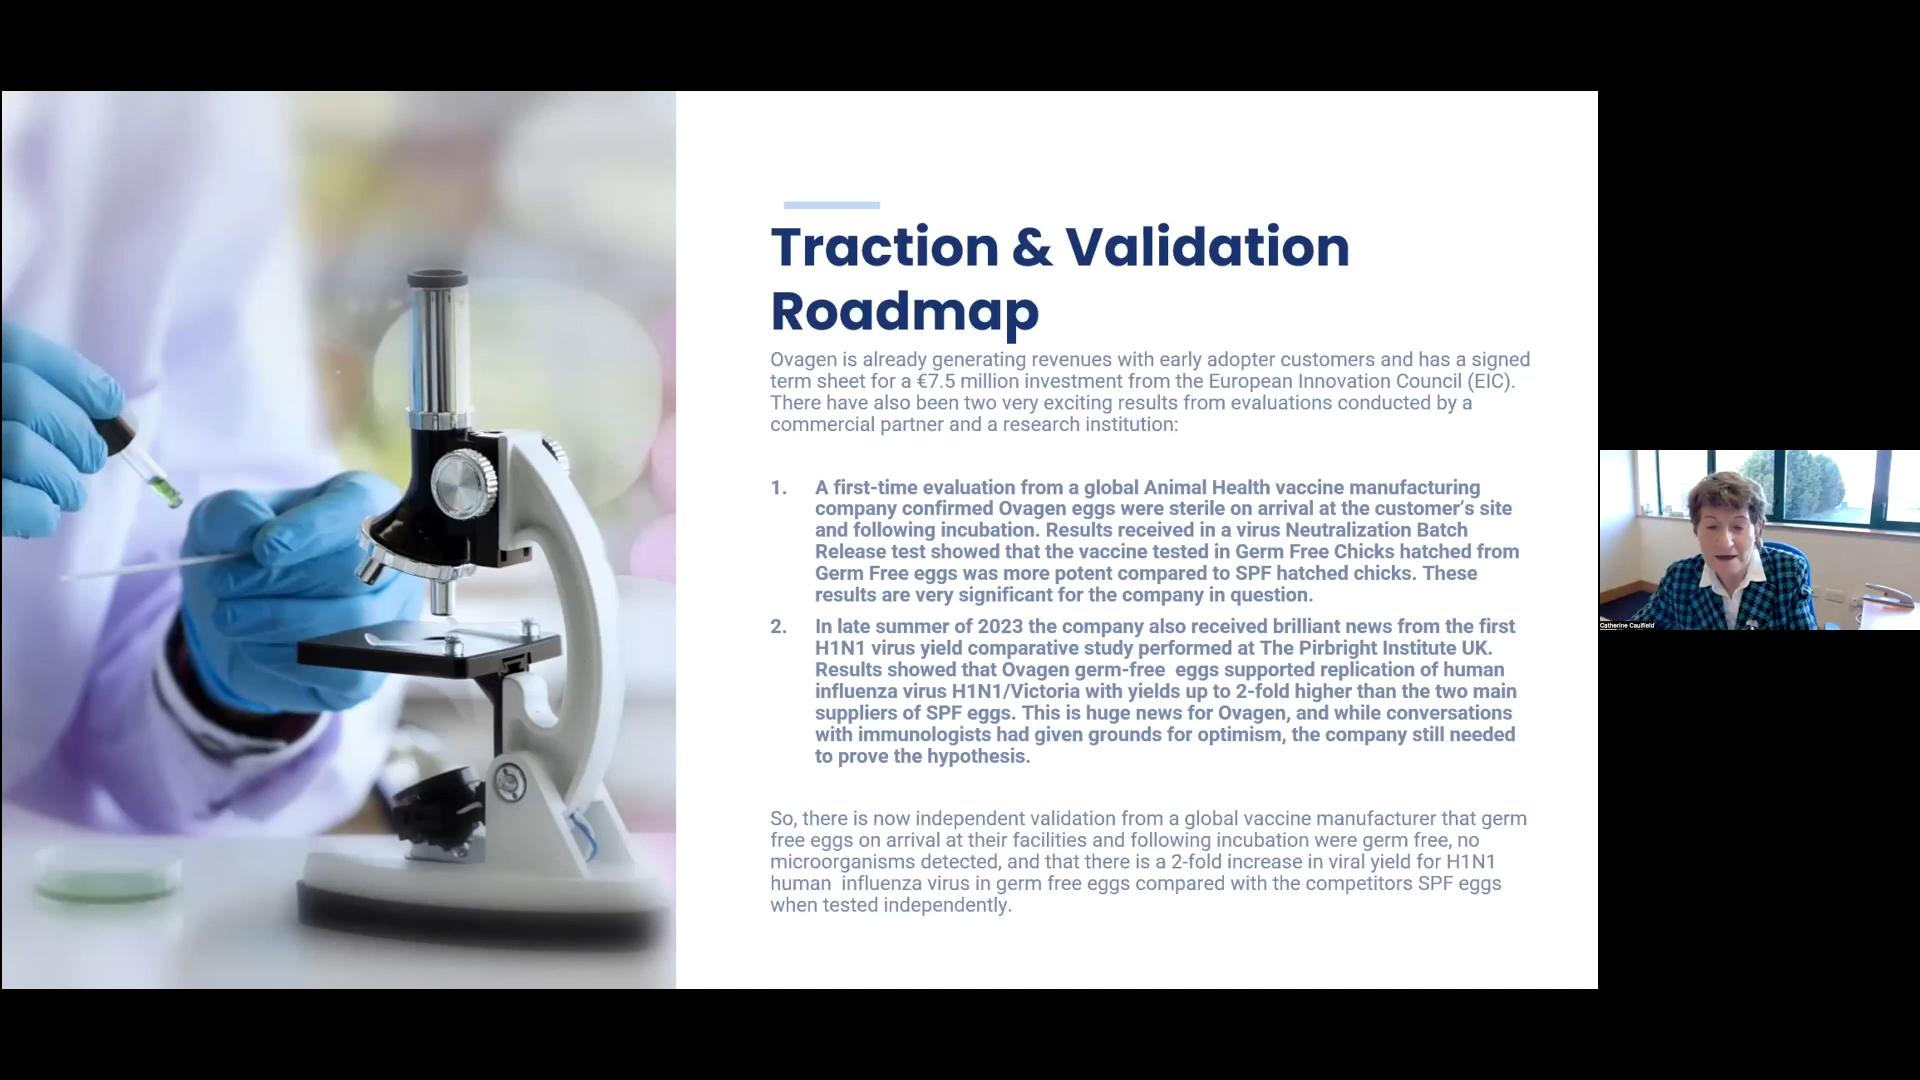 Traction & Validation
Roadmap
Ovagen is already generating revenues with early adopter customers and has a signed
term sheet for a €7.5 million investment from the European Innovation Council (EIC).
There have also been two very exciting results from evaluations conducted by a
commercial partner and a research institution:
1. A first-time evaluation from a global Animal Health vaccine manufacturing
company confirmed Ovagen eggs were sterile on arrival at the customer's site
and following incubation. Results received in a virus Neutralization Batch
Release test showed that the vaccine tested in Germ Free Chicks hatched from
Germ Free eggs was more potent compared to SPF hatched chicks. These
results are very significant for the company in question.
2. In late summer of 2023 the company also received brilliant news from the first
H1N1 virus yield comparative study performed at The Pirbright Institute UK.
Results showed that Ovagen germ-free eggs supported replication of human
influenza virus H1N1/Victoria with yields up to 2-fold higher than the two main
suppliers of SPF eggs. This is huge news for Ovagen, and while conversations
with immunologists had given grounds for optimism, the company still needed
to prove the hypothesis.
So, there is now independent validation from a global vaccine manufacturer that germ
free eggs on arrival at their facilities and following incubation were germ free, no
microorganisms detected, and that there is a 2-fold increase in viral yield for H1N1
human influenza virus in germ free eggs compared with the competitors SPF eggs
when tested independently.
Catherine Caulfield